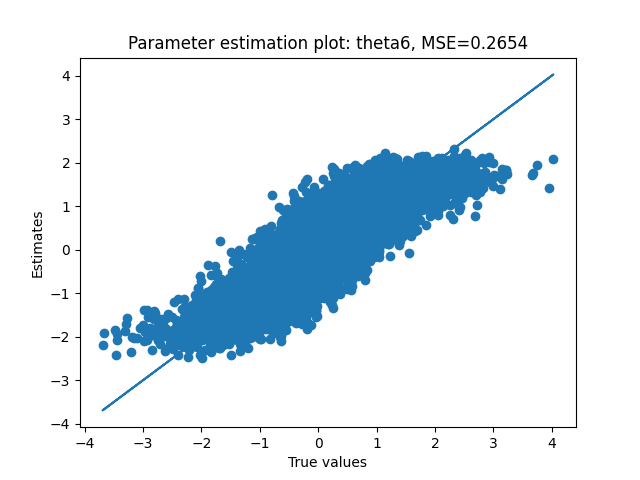 Parameter estimation plot: theta6, MSE=0.2654
4
3
2
1
0
−1
−2
−3
−4
Estimates
−4 −3 −2 −1 0 1 2 3 4
True values